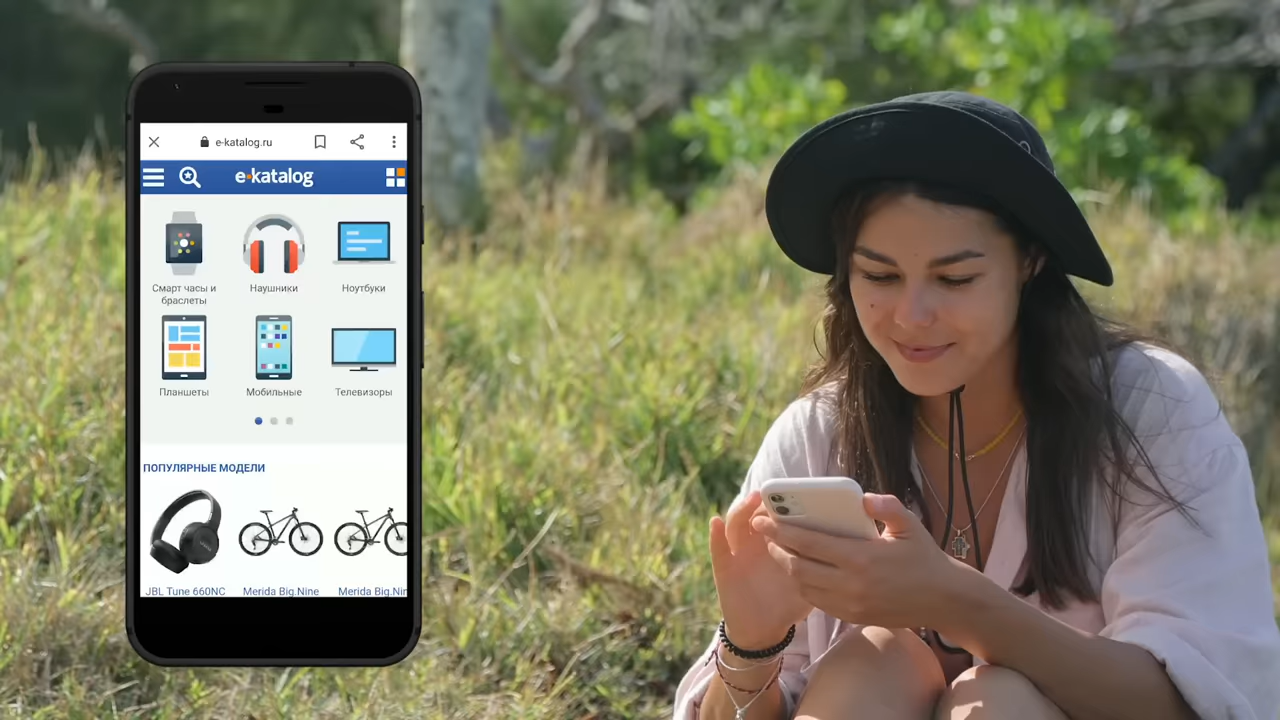 e-katalog.ru
e•katalog
Смарт часы и
браслеты
Наушники
Ноутбуки
Планшеты
Мобильные
Телевизоры
ПОПУЛЯРНЫЕ МОДЕЛИ
JBL Tune 660NC
Merida Big.Nine
Merida Big.Nin